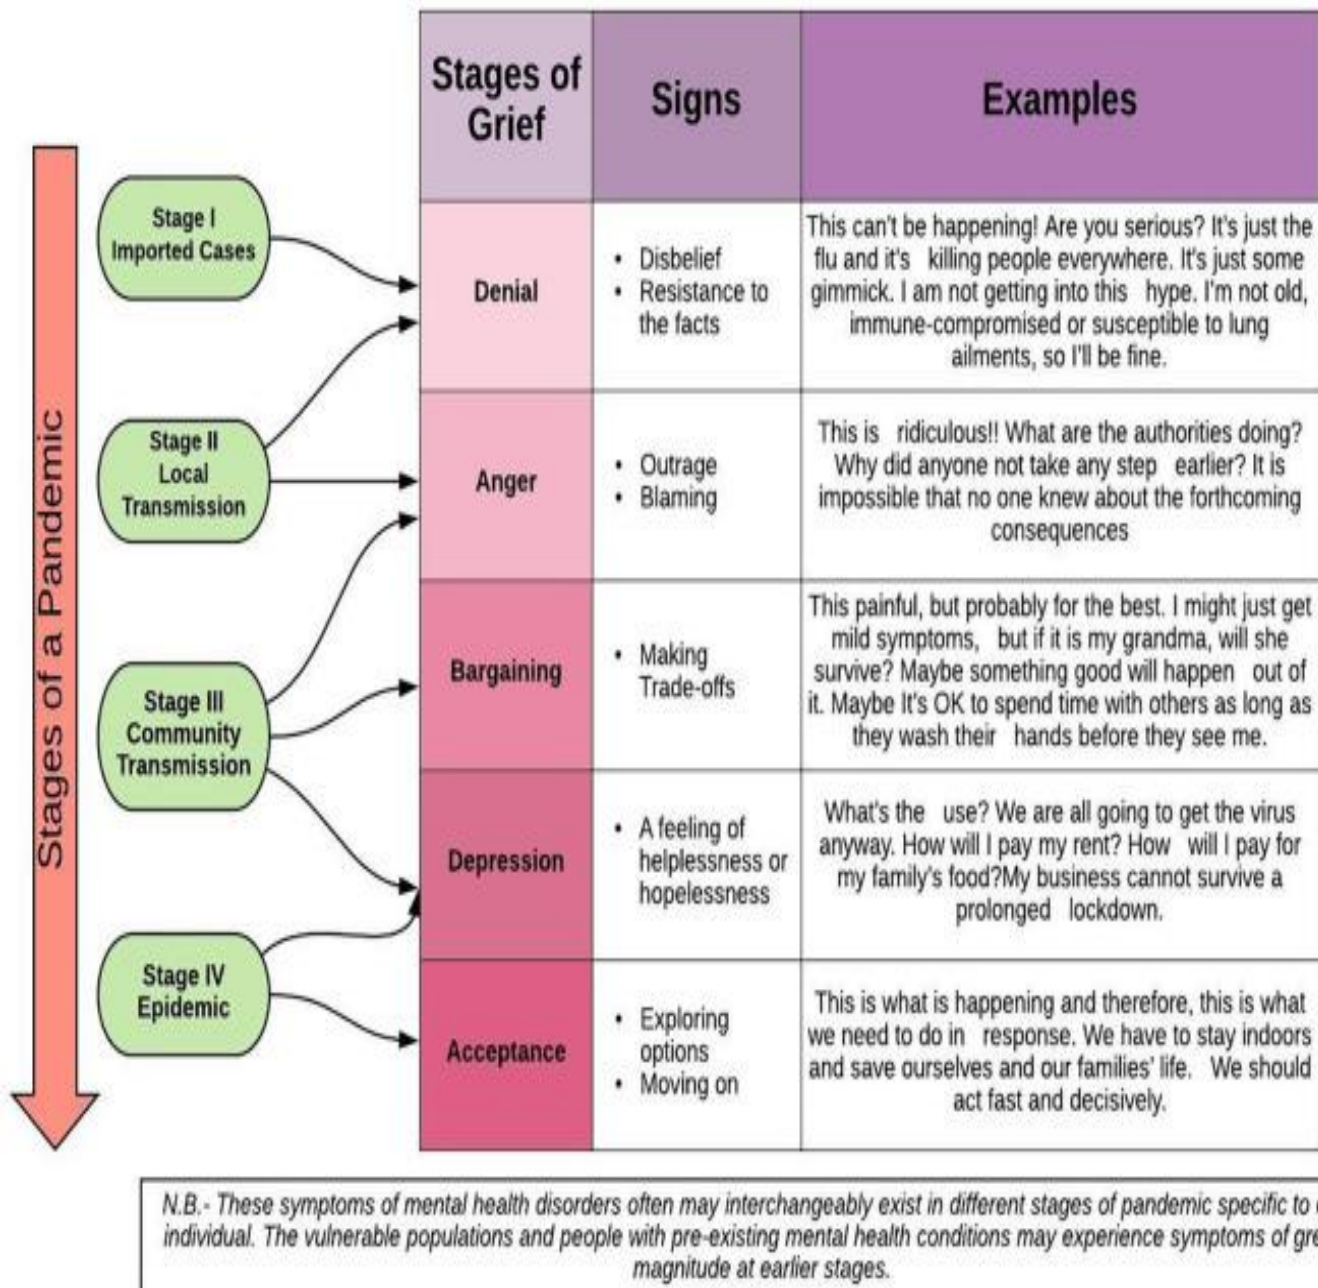 Stages of
Grief
Signs
Examples
Stages of a Pandemic
Stage I
Imported Cases
Stage II
Local
Transmission
Stage III
Community
Transmission
Stage IV
Epidemic
Denial
• Disbelief
• Resistance to
the facts
This can't be happening! Are you serious? It's just the
flu and it's killing people everywhere. It's just some
gimmick. I am not getting into this hype. I'm not old,
immune-compromised or susceptible to lung
ailments, so I'll be fine.
Anger
• Outrage
• Blaming
This is ridiculous!! What are the authorities doing?
Why did anyone not take any step earlier? It is
impossible that no one knew about the forthcoming
consequences
Bargaining
• Making
Trade-offs
This painful, but probably for the best. I might just get
mild symptoms, but if it is my grandma, will she
survive? Maybe something good will happen out of
it. Maybe It's OK to spend time with others as long as
they wash their hands before they see me.
Depression
• A feeling of
helplessness or
hopelessness
What's the use? We are all going to get the virus
anyway. How will I pay my rent? How will I pay for
my family's food?My business cannot survive a
prolonged lockdown.
Acceptance
• Exploring
options
• Moving on
This is what is happening and therefore, this is what
we need to do in response. We have to stay indoors
and save ourselves and our families' life. We should
act fast and decisively.
N.B.- These symptoms of mental health disorders often may interchangeably exist in different stages of pandemic specific to
individual. The vulnerable populations and people with pre-existing mental health conditions may experience symptoms of
magnitude at earlier stages.